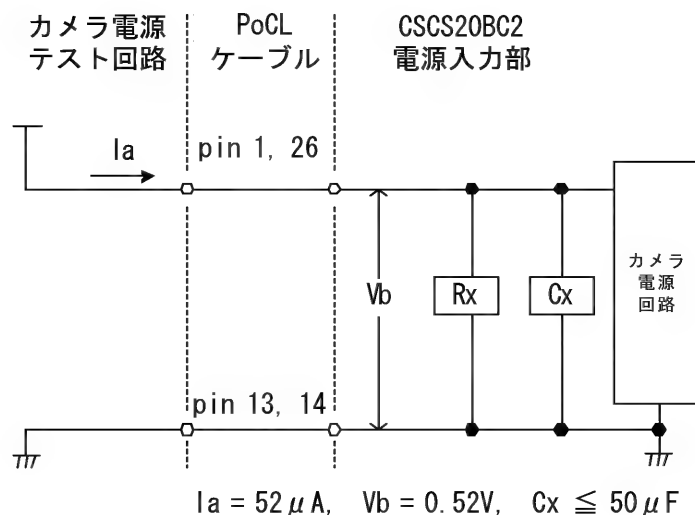 カメラ電源
テスト回路
PoCL
ケーブル
CSCS20BC2
電源入力部
Ia
pin 1, 26
Vb
Rx
Cx
カメラ
電源
回路
pin 13, 14
Ia = 52μA, Vb = 0.52V, Cx ≦ 50μF